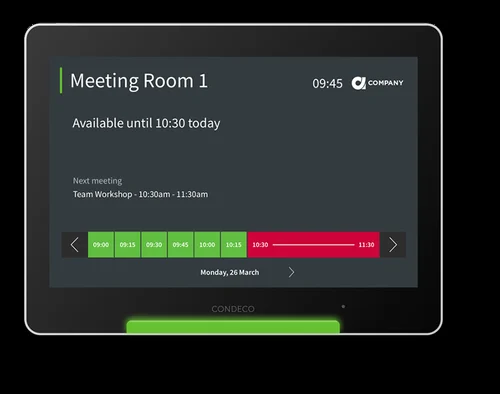 Meeting Room 1
09:45
COMPANY
Available until 10:30 today
Next meeting
Team Workshop - 10:30am - 11:30am
09:00 09:15 09:30 09:45 10:00 10:15 10:30 11:30
Monday, 26 March
CONDECO